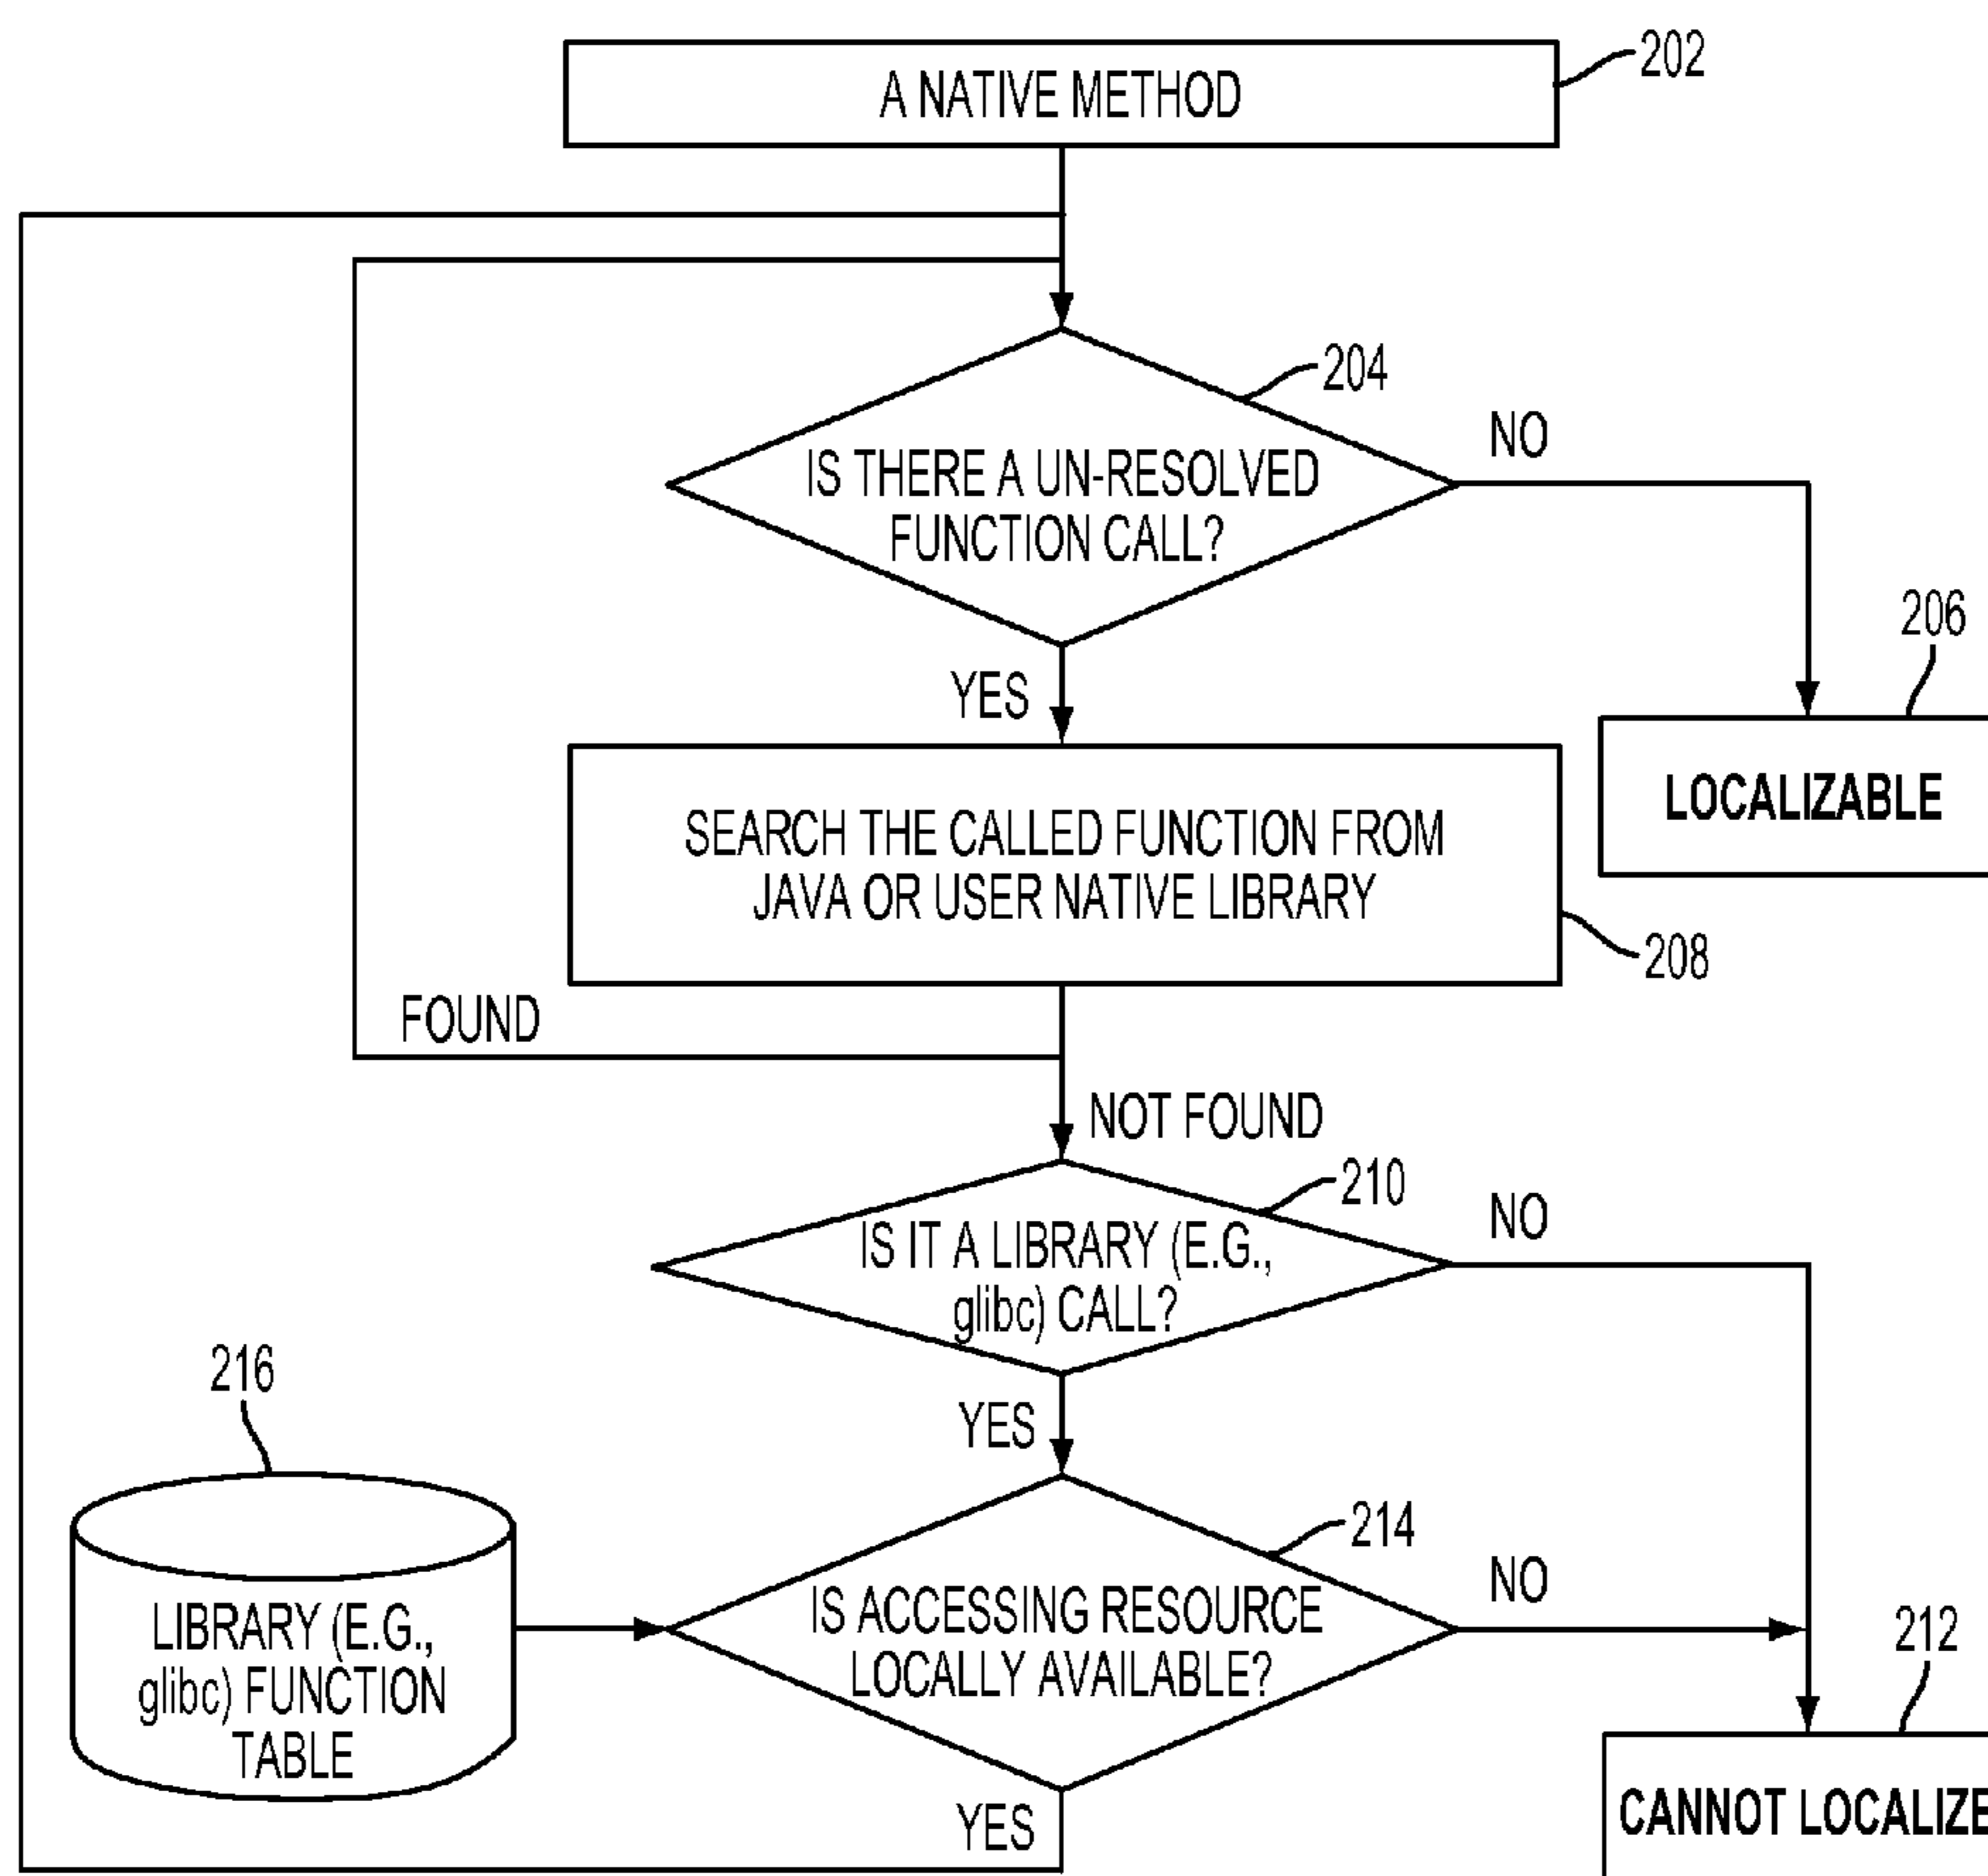 A NATIVE METHOD
202
204
IS THERE A UN-RESOLVED
FUNCTION CALL?
NO
YES
206
LOCALIZABLE
SEARCH THE CALLED FUNCTION FROM
JAVA OR USER NATIVE LIBRARY
208
FOUND
NOT FOUND
210
IS IT A LIBRARY (E.G.,
glibc) CALL?
NO
YES
216
LIBRARY (E.G.,
glibc) FUNCTION
TABLE
214
IS ACCESSING RESOURCE
LOCALLY AVAILABLE?
NO
YES
212
CANNOT LOCALIZE